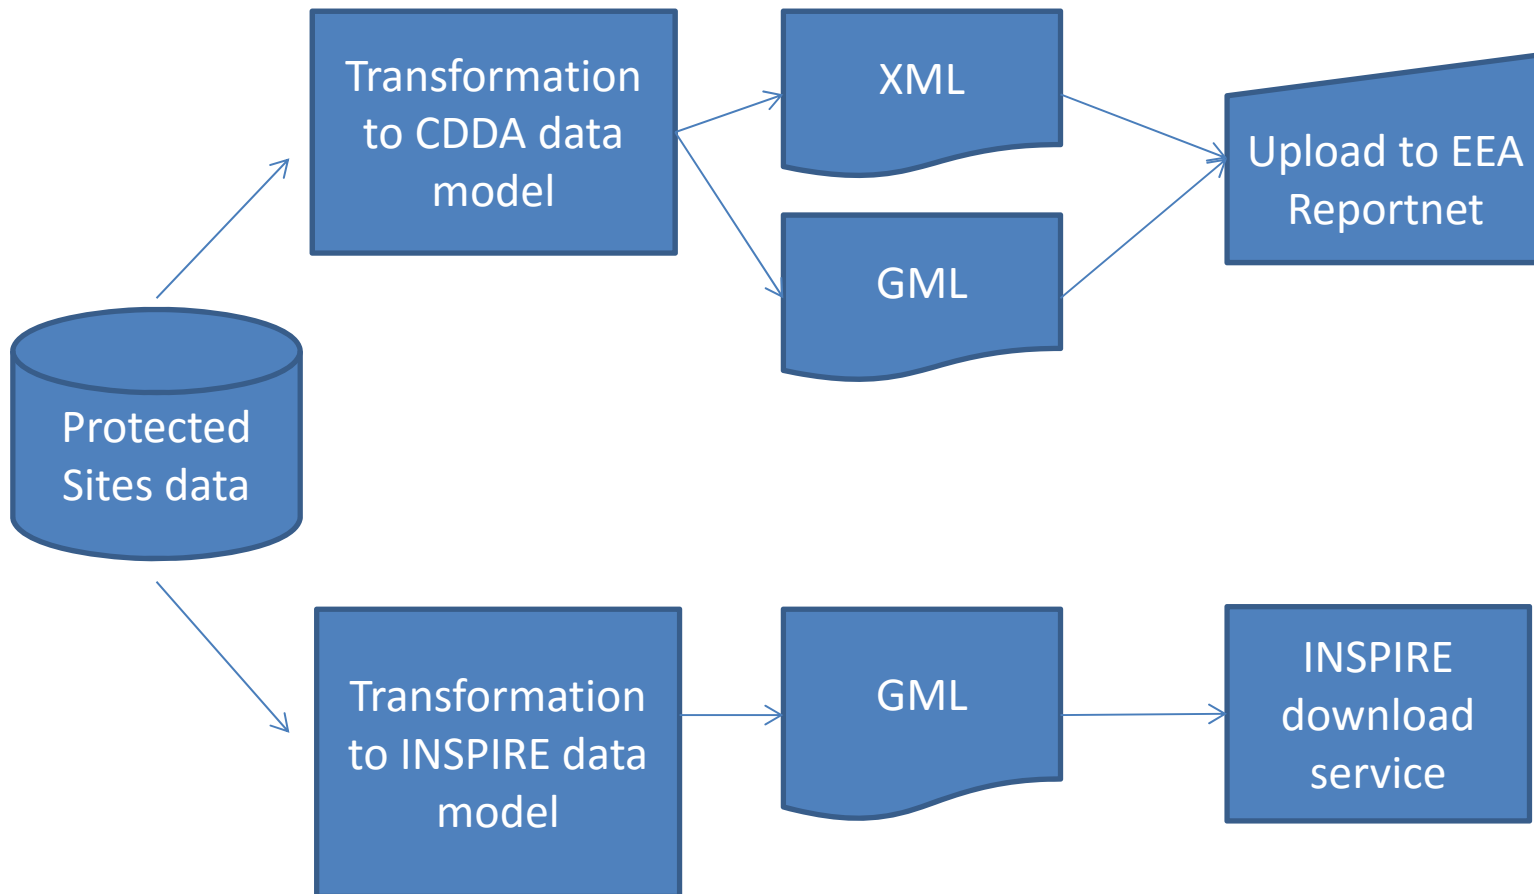 Transformation
to CDDA data
model
XML
GML
Upload to EEA
Reportnet
Protected
Sites data
Transformation
to INSPIRE data
model
GML
INSPIRE
download
service